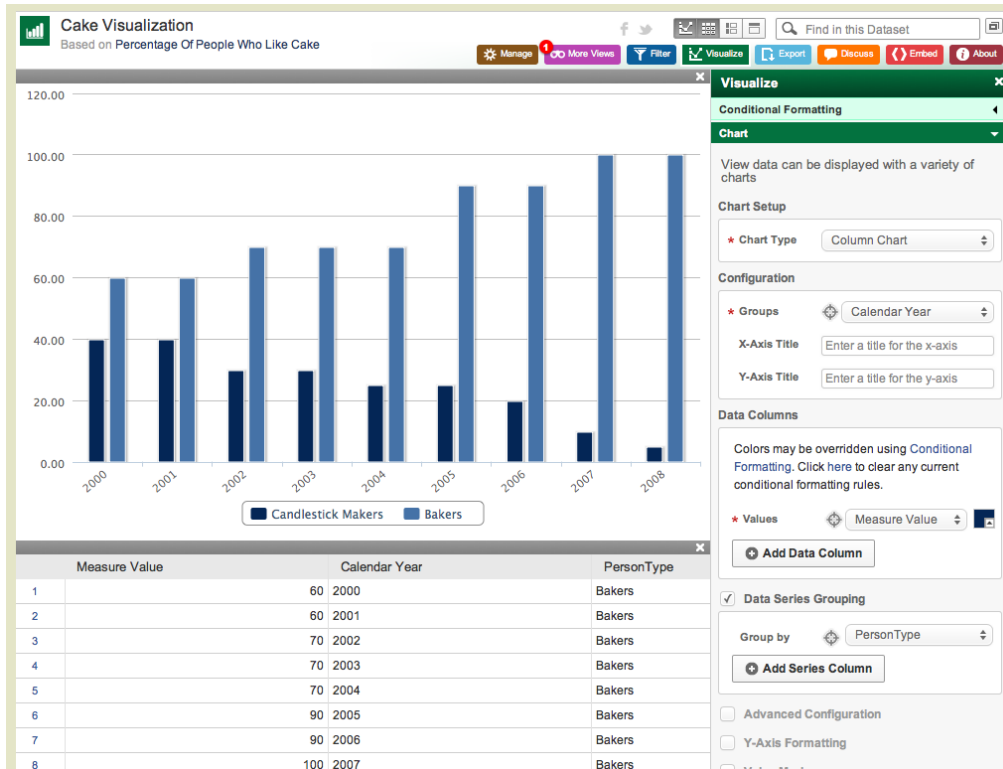 Cake Visualization
Based on Percentage Of People Who Like Cake
Find in this Dataset
Manage
1
More Views
Filter
Visualize
Export
Discuss
Embed
About
120.00
100.00
80.00
60.00
40.00
20.00
0.00
2000 2001 2002 2003 2004 2005 2006 2007 2008
Candlestick Makers Bakers
Measure Value Calendar Year PersonType
1 60 2000 Bakers
2 60 2001 Bakers
3 70 2002 Bakers
4 70 2003 Bakers
5 70 2004 Bakers
6 90 2005 Bakers
7 90 2006 Bakers
8 100 2007 Bakers
Visualize
Conditional Formatting
Chart
View data can be displayed with a variety of
charts
Chart Setup
* Chart Type Column Chart
Configuration
* Groups Calendar Year
X-Axis Title Enter a title for the x-axis
Y-Axis Title Enter a title for the y-axis
Data Columns
Colors may be overridden using Conditional
Formatting. Click here to clear any current
conditional formatting rules.
* Values Measure Value
Add Data Column
Data Series Grouping
Group by PersonType
Add Series Column
Advanced Configuration
Y-Axis Formatting